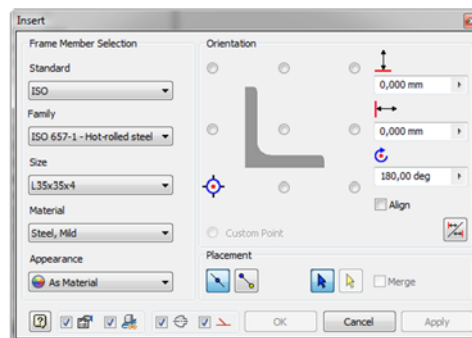 Insert
Frame Member Selection
Standard
ISO
Family
ISO 657-1 - Hot-rolled steel
Size
L35x35x4
Material
Steel, Mild
Appearance
As Material
Orientation
0,000 mm
0,000 mm
180,00 deg
Align
Custom Point
Placement
Merge
OK
Cancel
Apply